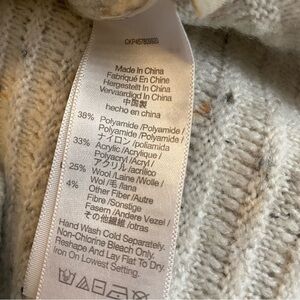 Made In China
Fabriqué En Chine
Hergestellt In China
Vervaardigd In China
中国製
hecho en china
38% Polyamide /Polyamide /
Polyamide /Polyamide /
ナイロン /poliamida
33% Acrylic /Acrylique /
Polyacryl /Acryl /
アクリル /acrílico
25% Wool /Laine /Wolle /
Wol /毛 /lana
4% Other Fiber /Autre
Fibre /Sonstige
Fasern /Andere Vezel /
その他の繊維 /otras
Hand Wash Cold Separately.
Non-Chlorine Bleach Only.
Reshape And Lay Flat To Dry.
Iron On Lowest Setting.